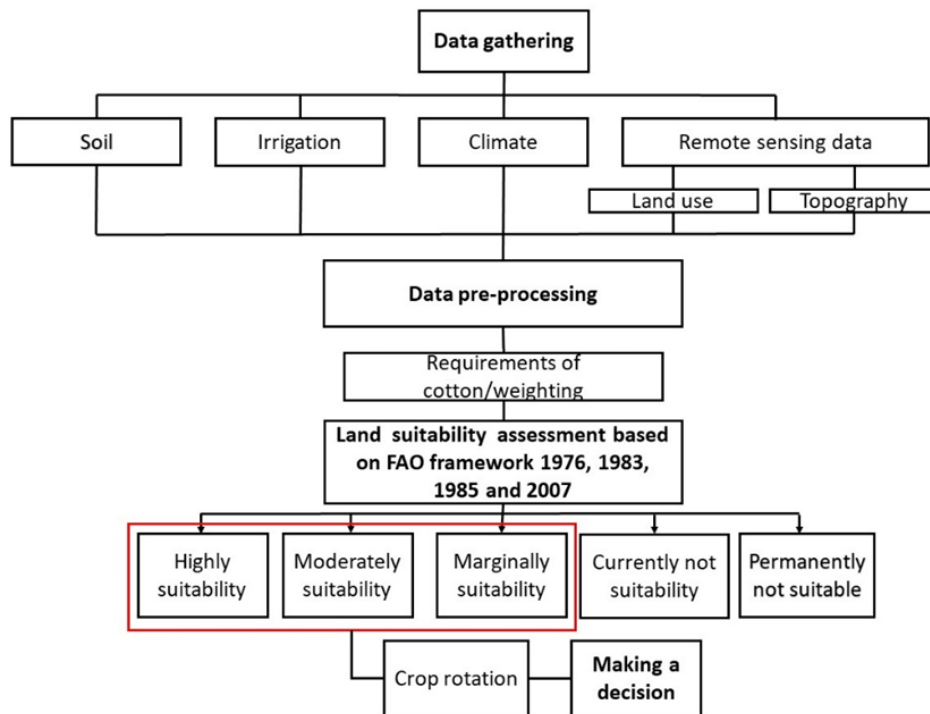 Data gathering
Soil
Irrigation
Climate
Remote sensing data
Land use
Topography
Data pre-processing
Requirements of
cotton/weighting
Land suitability assessment based
on FAO framework 1976, 1983,
1985 and 2007
Highly
suitability
Moderately
suitability
Marginally
suitability
Currently not
suitability
Permanently
not suitable
Crop rotation
Making a
decision